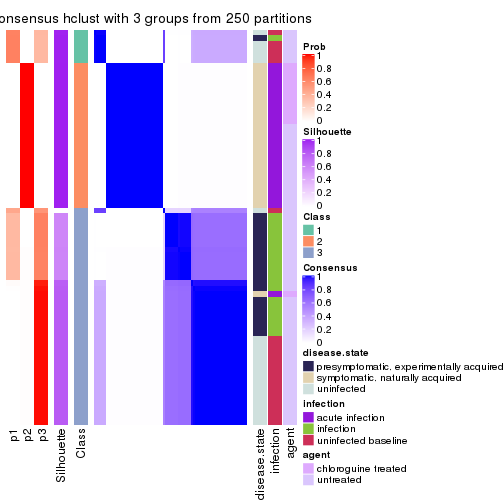 onsensus hclust with 3 groups from 250 partitions
Prob
1
0.8
0.6
0.4
0.2
0
Silhouette
1
0.8
0.6
0.4
0.2
0
Class
1
2
3
Consensus
1
0.8
0.6
0.4
0.2
0
disease.state
presymptomatic. experimentally acquired
symptomatic. naturally acquired
uninfected
infection
acute infection
infection
uninfected baseline
agent
chloroguine treated
untreated
p1
p2
p3
Silhouette
Class
disease.state
infection
agent